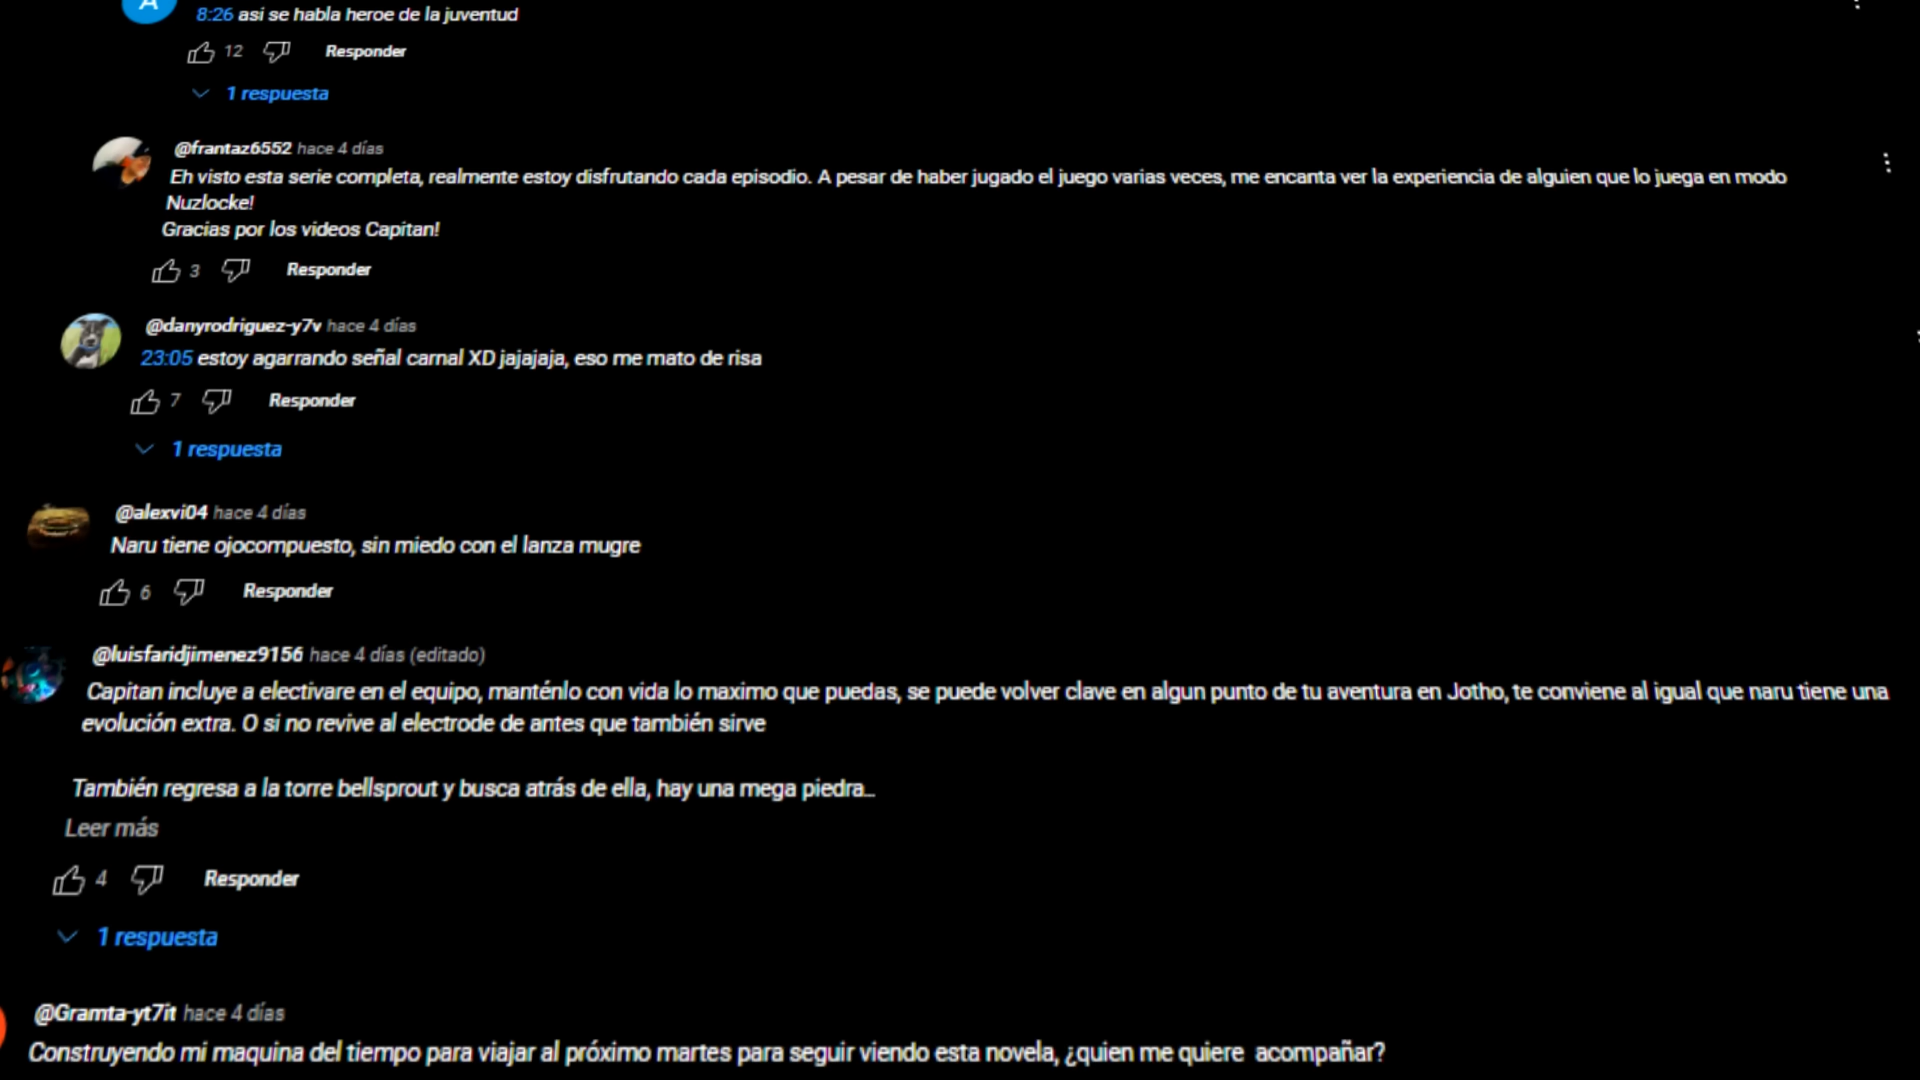 A
8:26 asi se habla heroe de la juventud
12 Responder
1 respuesta
@frantaz6552 hace 4 días
Eh visto esta serie completa, realmente estoy disfrutando cada episodio. A pesar de haber jugado el juego varias veces, me encanta ver la experiencia de alguien que lo juega en modo
Nuzlocke!
Gracias por los videos Capitan!
3 Responder
@danyrodriguez-y7v hace 4 días
23:05 estoy agarrando señal carnal XD jajajaja, eso me mato de risa
7 Responder
1 respuesta
@alexvi04 hace 4 días
Naru tiene ojocompuesto, sin miedo con el lanza mugre
6 Responder
@luisfaridjimenez9156 hace 4 días (editado)
Capitan incluye a electivare en el equipo, manténlo con vida lo maximo que puedas, se puede volver clave en algun punto de tu aventura en Jotho, te conviene al igual que naru tiene una
evolución extra. O si no revive al electrode de antes que también sirve
También regresa a la torre bellsprout y busca atrás de ella, hay una mega piedra...
Leer más
4 Responder
1 respuesta
@Gramta-yt7it hace 4 días
Construyendo mi maquina del tiempo para viajar al próximo martes para seguir viendo esta novela, ¿quien me quiere acompañar?